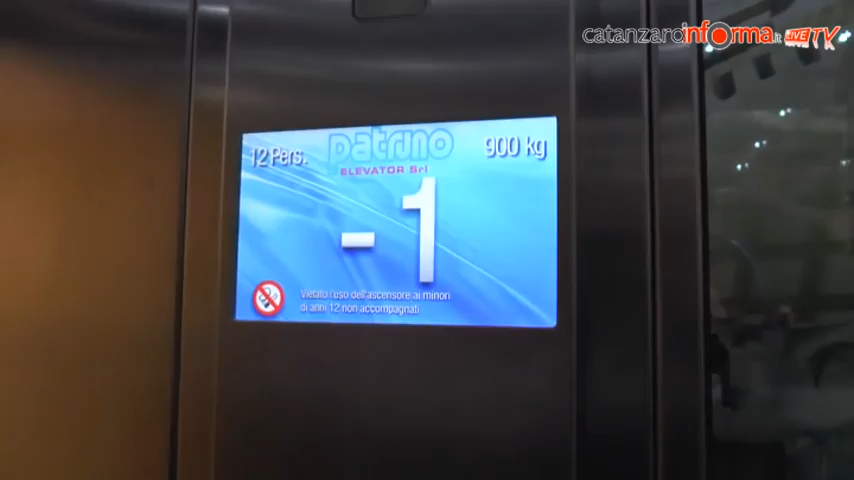 catanzaroinforma.it LIVE TV
12 Pers. patruno 900 kg
ELEVATOR Srl
-1
Vietato l'uso dell'ascensore ai minori
di anni 12 non accompagnati